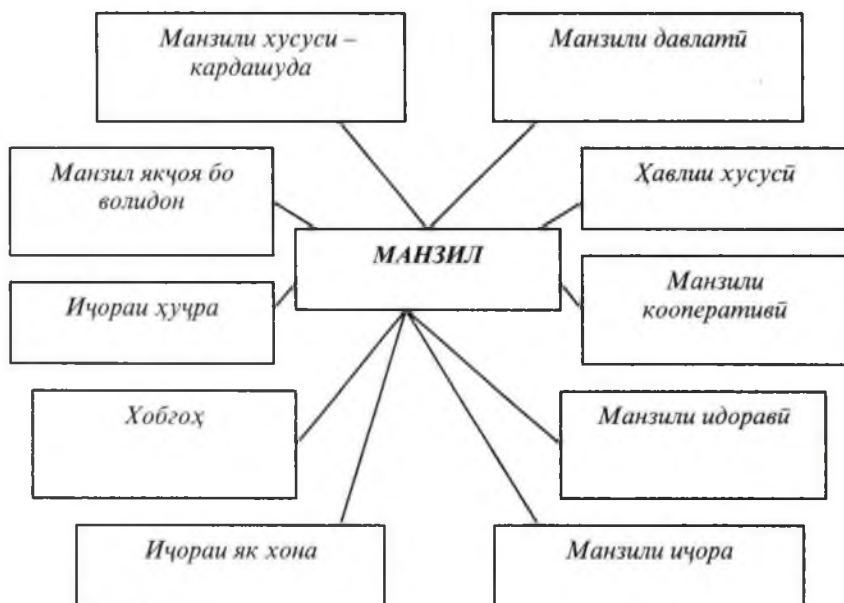 Манзили хусуси –
кардашуда
Манзили давлатӣ
Манзил якҷоя бо
волидон
Ҳавлии хусусӣ
МАНЗИЛ
Иҷораи ҳуҷра
Манзили
кооперативӣ
Хобгоҳ
Манзили идоравӣ
Иҷораи як хона
Манзили иҷора